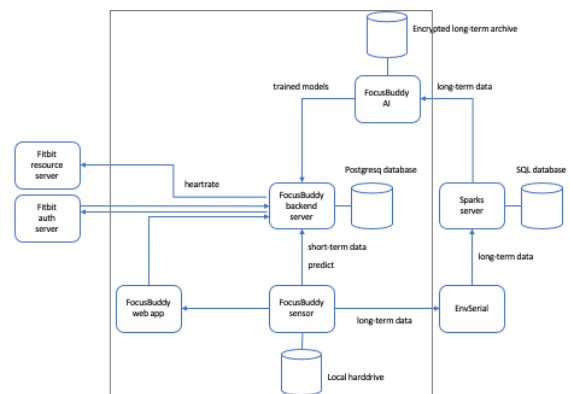 Encrypted long-term archive
trained models
FocusBuddy
AI
long-term data
Fitbit
resource
server
heartrate
Postgresq database
SQL database
Fitbit
auth
server
FocusBuddy
backend
server
Sparks
server
short-term data
predict
long-term data
FocusBuddy
web app
FocusBuddy
sensor
long-term data
EnvSerial
Local harddrive